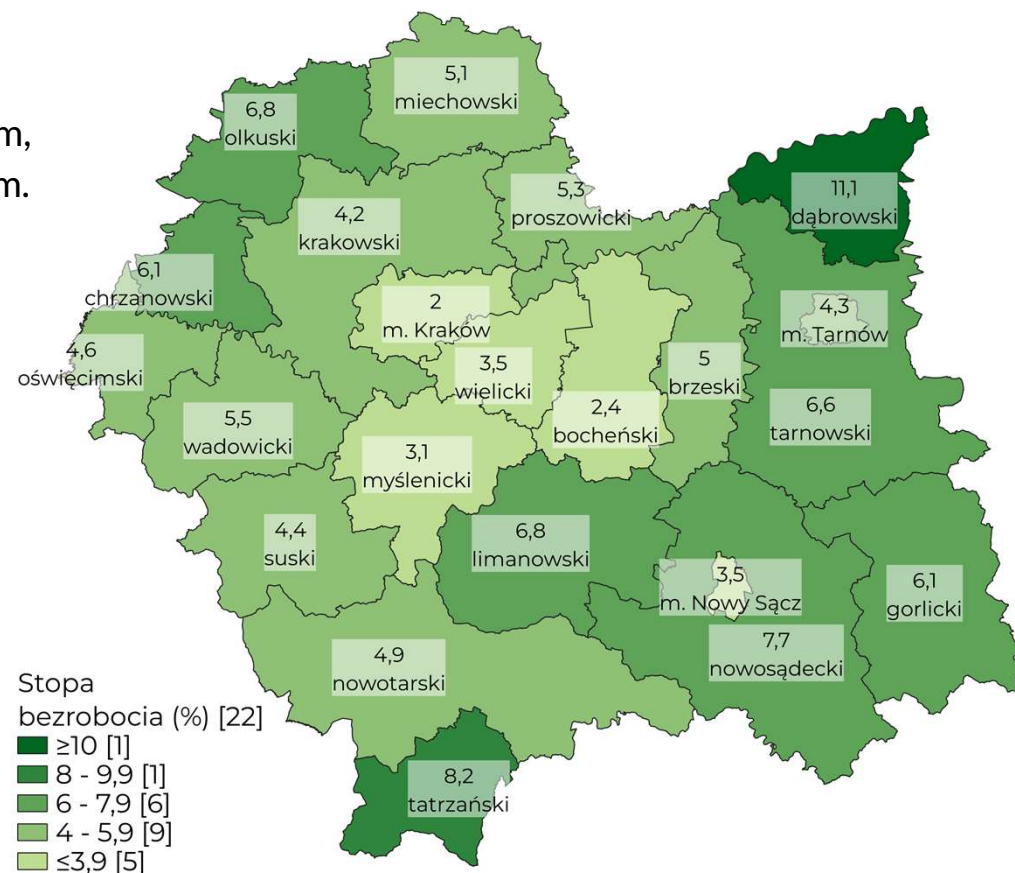 m,
m.
5,1
miechowski
6,8
olkuski
11,1
dąbrowski
5,3
proszowicki
4,2
krakowski
6,1
chrzanowski
2
m. Kraków
4,3
m. Tarnów
4,6
oświęcimski
3,5
wielicki
5
brzeski
2,4
bocheński
6,6
tarnowski
5,5
wadowicki
3,1
myślenicki
4,4
suski
6,8
limanowski
3,5
m. Nowy Sącz
6,1
gorlicki
7,7
nowosądecki
4,9
nowotarski
8,2
tatrzański
Stopa
bezrobocia (%) [22]
≥10 [1]
8 - 9,9 [1]
6 - 7,9 [6]
4 - 5,9 [9]
≤3,9 [5]